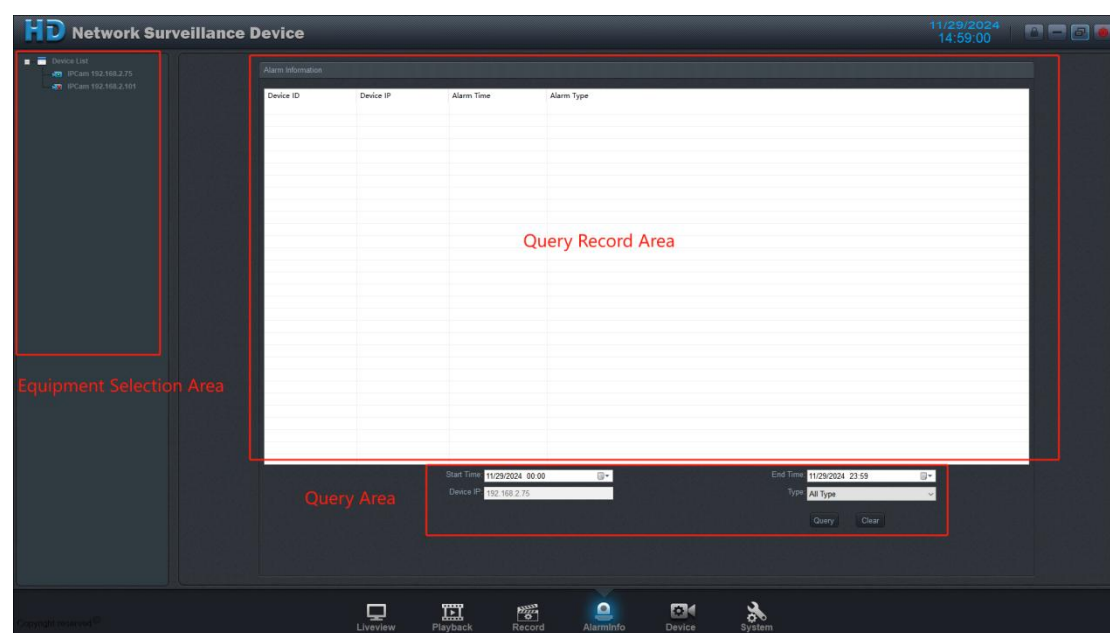 HD Network Surveillance Device
11/29/2024
14:59:00
Device List
IPCam 192.168.2.75
IPCam 192.168.2.101
Alarm Information
Device ID Device IP Alarm Time Alarm Type
Query Record Area
Equipment Selection Area
Start Time 11/29/2024 00:00 End Time 11/29/2024 23:59
Device IP 192.168.2.75 Type All Type
Query Area
Query Clear
Liveview Playback Record AlarmInfo Device System
Copyright reserved ©